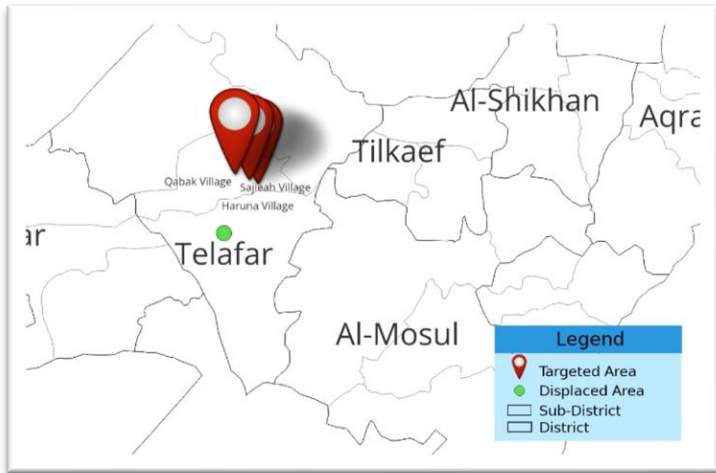 Al-Shikhan
Aqra
Tilkaef
Qabak Village
Sajleah Village
Haruna Village
ar
Telafar
Al-Mosul
Legend
Targeted Area
Displaced Area
Sub-District
District